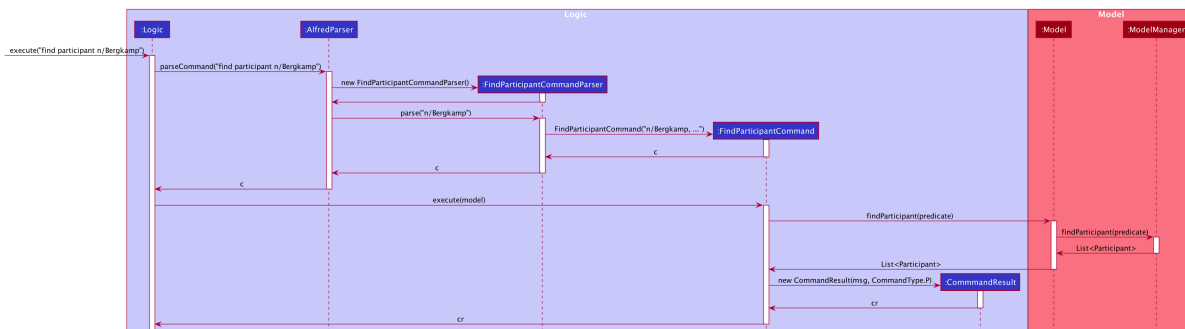 Logic
Model
:Logic
:AlfredParser
:Model
:ModelManager
execute("find participant n/Bergkamp")
parseCommand("find participant n/Bergkamp")
new FindParticipantCommandParser()
:FindParticipantCommandParser
parse("n/Bergkamp")
FindParticipantCommand("n/Bergkamp, ...")
:FindParticipantCommand
c
c
c
execute(model)
findParticipant(predicate)
findParticipant(predicate)
List<Participant>
List<Participant>
new CommandResult(msg, CommandType.P)
:CommmandResult
cr
cr